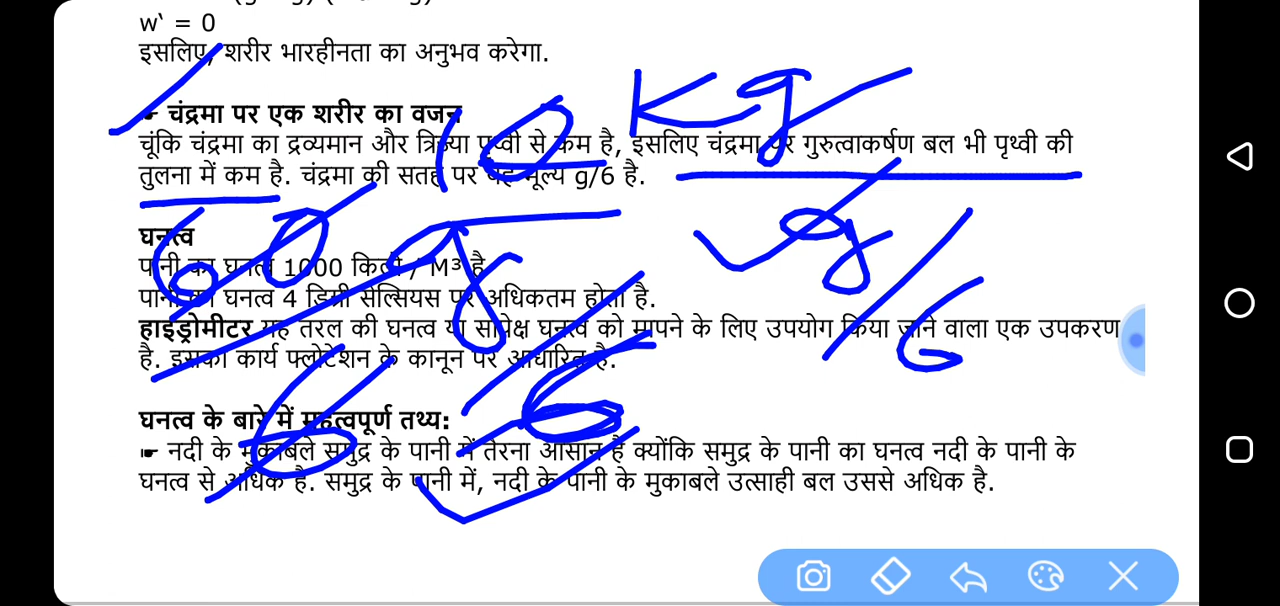 w‛ = 0
इसलिए, शरीर भारहीनता का अनुभव करेगा.
☛ चंद्रमा पर एक शरीर का वजन
चूंकि चंद्रमा का द्रव्यमान और त्रिज्या पृथ्वी से कम है, इसलिए चंद्रमा पर गुरुत्वाकर्षण बल भी पृथ्वी की
तुलना में कम है. चंद्रमा की सतह पर यह मूल्य g/6 है.
घनत्व
पानी का घनत्व 1000 किलो / M³ है
पानी का घनत्व 4 डिग्री सेल्सियस पर अधिकतम होता है.
हाइड्रोमीटर यह तरल की घनत्व या सापेक्ष घनत्व को मापने के लिए उपयोग किया जाने वाला एक उपकरण
है. इसका कार्य फ्लोटेशन के कानून पर आधारित है.
घनत्व के बारे में महत्वपूर्ण तथ्य:
☛ नदी के मुकाबले समुद्र के पानी में तैरना आसान है क्योंकि समुद्र के पानी का घनत्व नदी के पानी के
घनत्व से अधिक है. समुद्र के पानी में, नदी के पानी के मुकाबले उत्साही बल उससे अधिक है.
kg
60
g
6
6
g/6